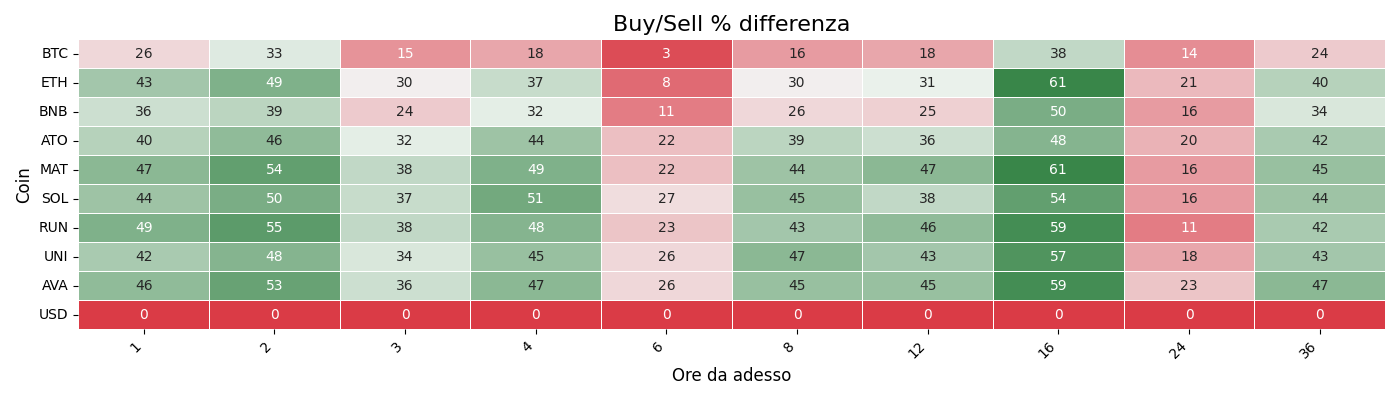 Buy/Sell % differenza
Coin
BTC 26 33 15 18 3 16 18 38 14 24
ETH 43 49 30 37 8 30 31 61 21 40
BNB 36 39 24 32 11 26 25 50 16 34
ATO 40 46 32 44 22 39 36 48 20 42
MAT 47 54 38 49 22 44 47 61 16 45
SOL 44 50 37 51 27 45 38 54 16 44
RUN 49 55 38 48 23 43 46 59 11 42
UNI 42 48 34 45 26 47 43 57 18 43
AVA 46 53 36 47 26 45 45 59 23 47
USD 0 0 0 0 0 0 0 0 0 0
1 2 3 4 6 8 12 16 24 36
Ore da adesso